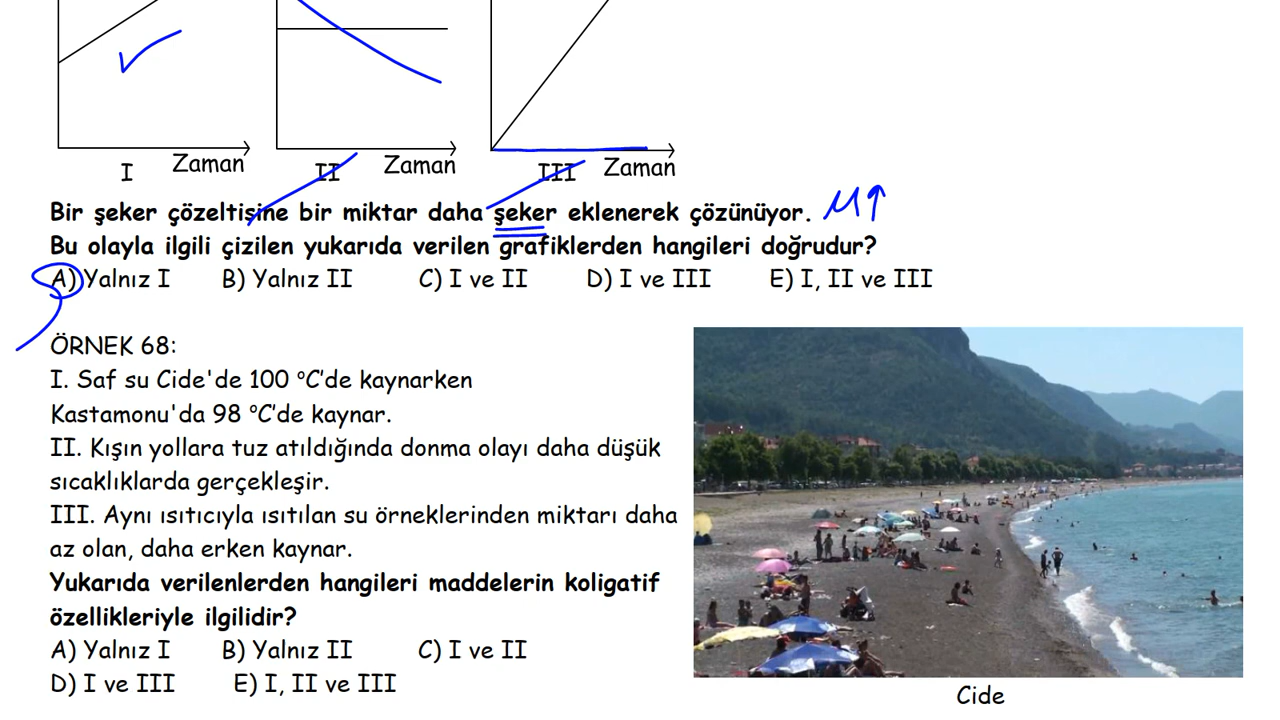 I Zaman II Zaman III Zaman
Bir şeker çözeltisine bir miktar daha şeker eklenerek çözünüyor. M↑
Bu olayla ilgili çizilen yukarıda verilen grafiklerden hangileri doğrudur?
A) Yalnız I B) Yalnız II C) I ve II D) I ve III E) I, II ve III
ÖRNEK 68:
I. Saf su Cide'de 100 °C'de kaynarken
Kastamonu'da 98 °C'de kaynar.
II. Kışın yollara tuz atıldığında donma olayı daha düşük
sıcaklıklarda gerçekleşir.
III. Aynı ısıtıcıyla ısıtılan su örneklerinden miktarı daha
az olan, daha erken kaynar.
Yukarıda verilenlerden hangileri maddelerin koligatif
özellikleriyle ilgilidir?
A) Yalnız I B) Yalnız II C) I ve II
D) I ve III E) I, II ve III
Cide